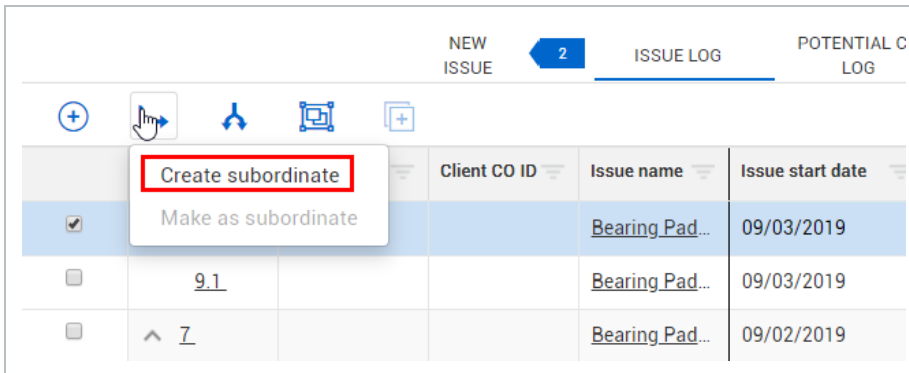 NEW
ISSUE
2
ISSUE LOG
POTENTIAL C
LOG
Create subordinate
Make as subordinate
Client CO ID
Issue name
Issue start date
Bearing Pad...
09/03/2019
9.1
Bearing Pad...
09/03/2019
7
Bearing Pad...
09/02/2019